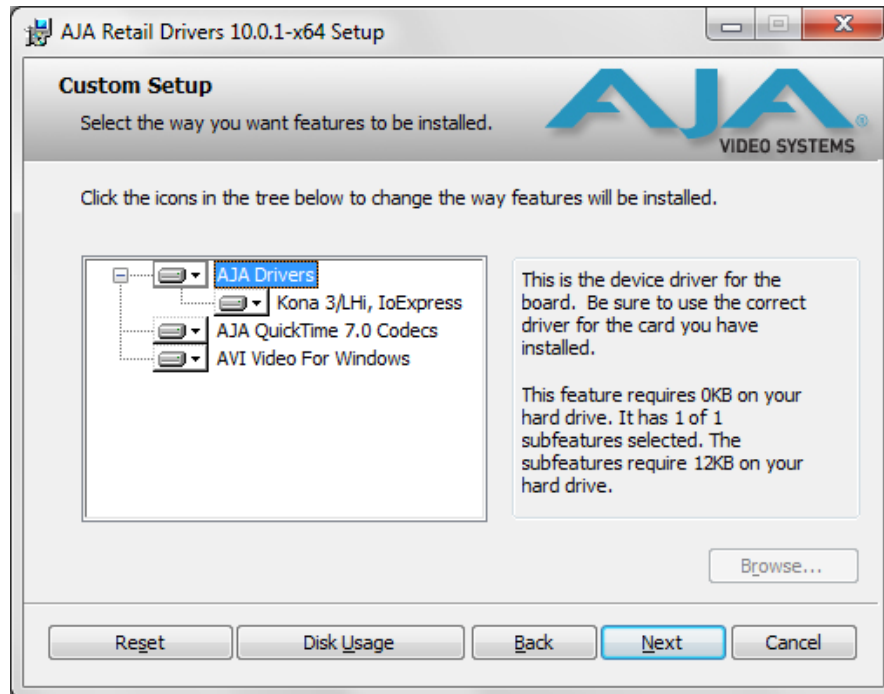 AJA Retail Drivers 10.0.1-x64 Setup
Custom Setup
Select the way you want features to be installed.
AJA ®
VIDEO SYSTEMS
Click the icons in the tree below to change the way features will be installed.
AJA Drivers
Kona 3/LHi, IoExpress
AJA QuickTime 7.0 Codecs
AVI Video For Windows
This is the device driver for the
board.  Be sure to use the correct
driver for the card you have
installed.
This feature requires 0KB on your
hard drive. It has 1 of 1
subfeatures selected. The
subfeatures require 12KB on your
hard drive.
Browse...
Reset Disk Usage Back Next Cancel